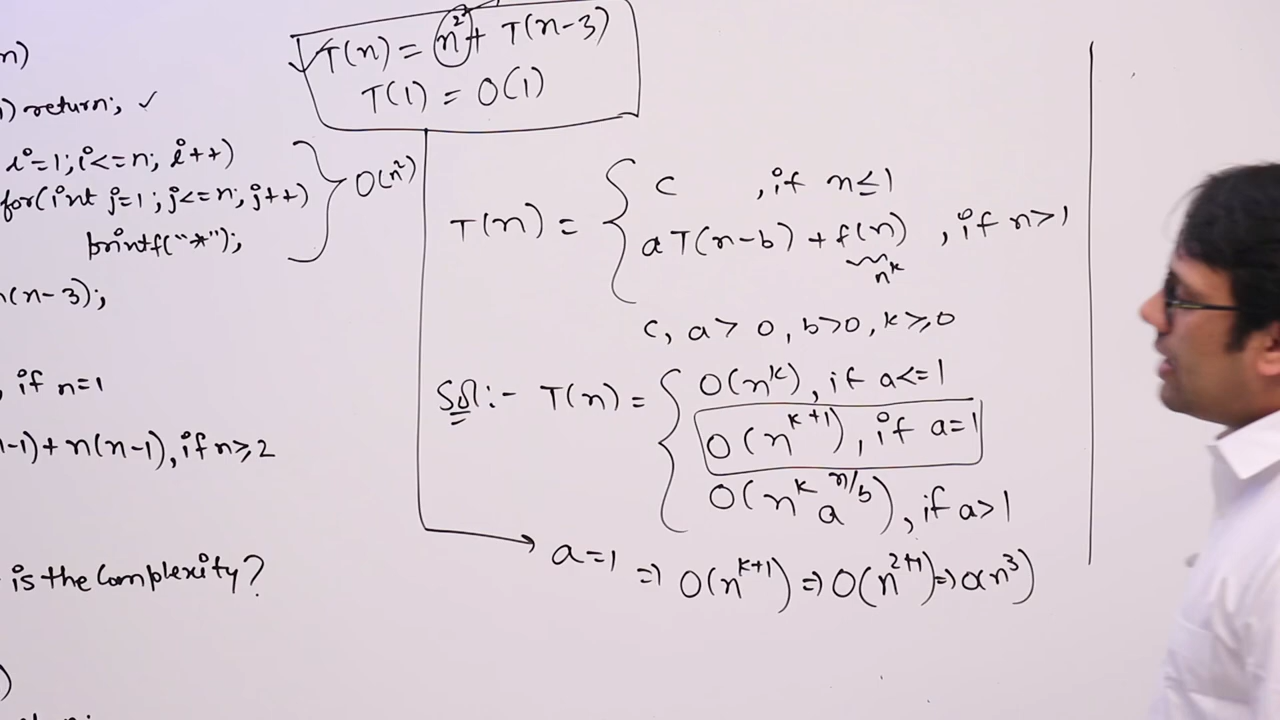 n)
) return; ✓
i=1; i<=n; i++)
for(int j=1; j<=n; j++)
printf("*");
O(n²)
(n-3);
, if n=1
-1) + n(n-1), if n≥2
is the Complexity?
)
✓ T(n) = n² + T(n-3)
T(1) = O(1)
T(n) = { c , if n≤1
aT(n-b) + f(n) , if n>1
n^k
c, a>0, b>0, k≥0
Sol:- T(n) = { O(n^k), if a<=1
O(n^{k+1}), if a=1
O(n^k a^{n/b}), if a>1
a=1 ⇒ O(n^{k+1}) ⇒ O(n^{2+1}) ⇒ O(n³)